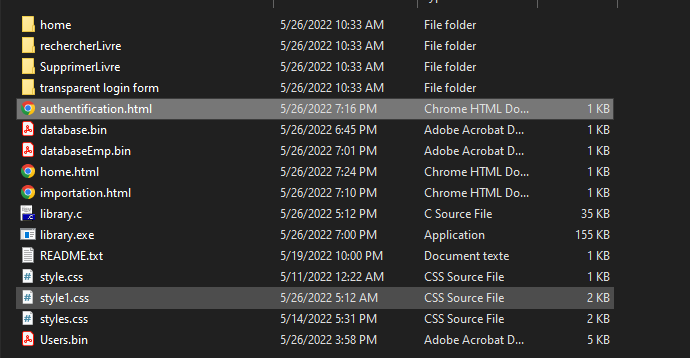 home 5/26/2022 10:33 AM File folder
rechercherLivre 5/26/2022 10:33 AM File folder
SupprimerLivre 5/26/2022 10:33 AM File folder
transparent login form 5/26/2022 10:33 AM File folder
authentification.html 5/26/2022 7:16 PM Chrome HTML Do... 1 KB
database.bin 5/26/2022 6:45 PM Adobe Acrobat D... 1 KB
databaseEmp.bin 5/26/2022 7:01 PM Adobe Acrobat D... 1 KB
home.html 5/26/2022 7:24 PM Chrome HTML Do... 1 KB
importation.html 5/26/2022 7:10 PM Chrome HTML Do... 1 KB
library.c 5/26/2022 5:12 PM C Source File 35 KB
library.exe 5/26/2022 7:00 PM Application 155 KB
README.txt 5/19/2022 10:00 PM Document texte 1 KB
style.css 5/11/2022 12:22 AM CSS Source File 1 KB
style1.css 5/26/2022 5:12 AM CSS Source File 2 KB
styles.css 5/14/2022 5:31 PM CSS Source File 2 KB
Users.bin 5/26/2022 3:58 PM Adobe Acrobat D... 5 KB